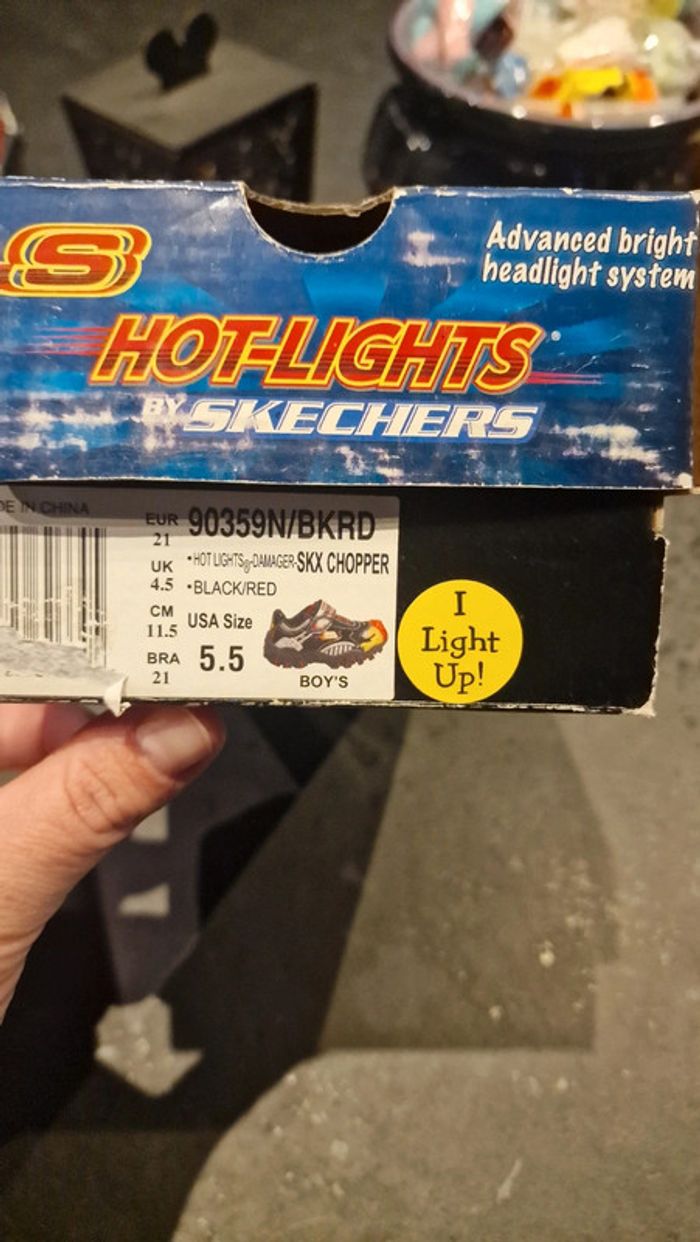 S
Advanced bright
headlight system
HOT-LIGHTS®
BY SKECHERS
DE IN CHINA
EUR
21
UK
4.5
CM
11.5
BRA
21
90359N/BKRD
•HOT LIGHTS®-DAMAGER-SKX CHOPPER
•BLACK/RED
USA Size
5.5
BOY'S
I
Light
Up!